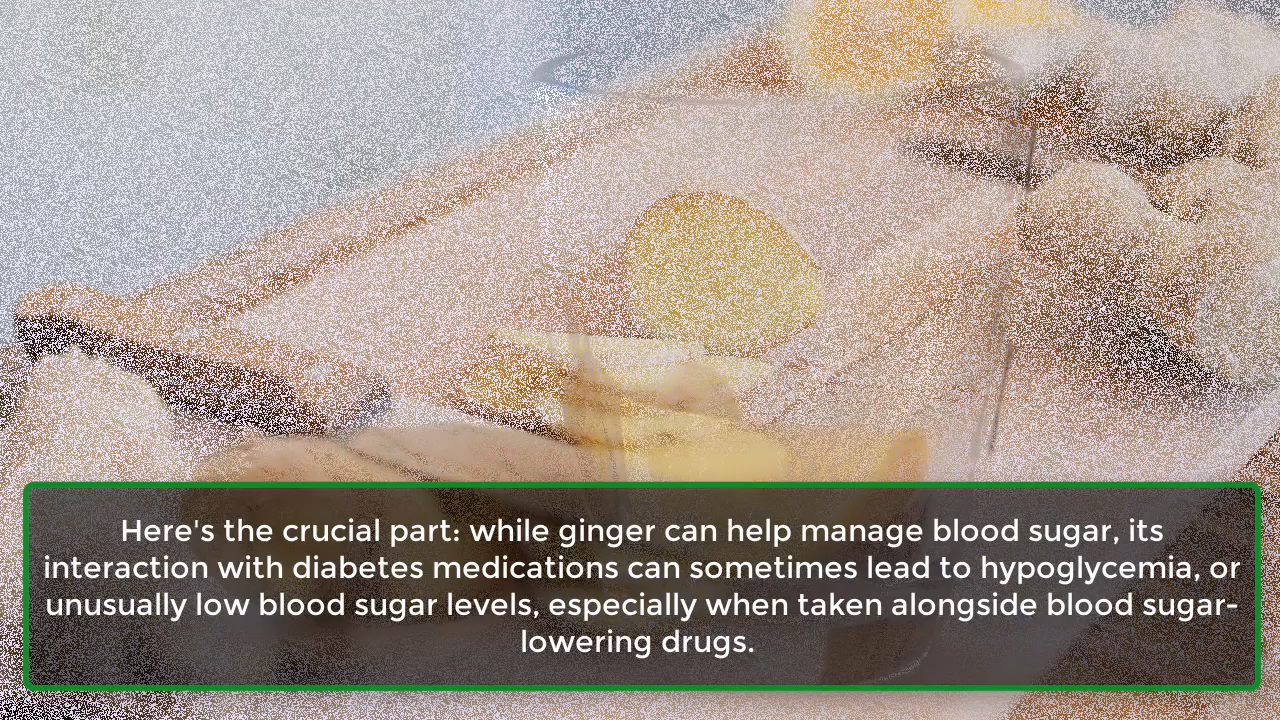 Here's the crucial part: while ginger can help manage blood sugar, its
interaction with diabetes medications can sometimes lead to hypoglycemia, or
unusually low blood sugar levels, especially when taken alongside blood sugar-
lowering drugs.